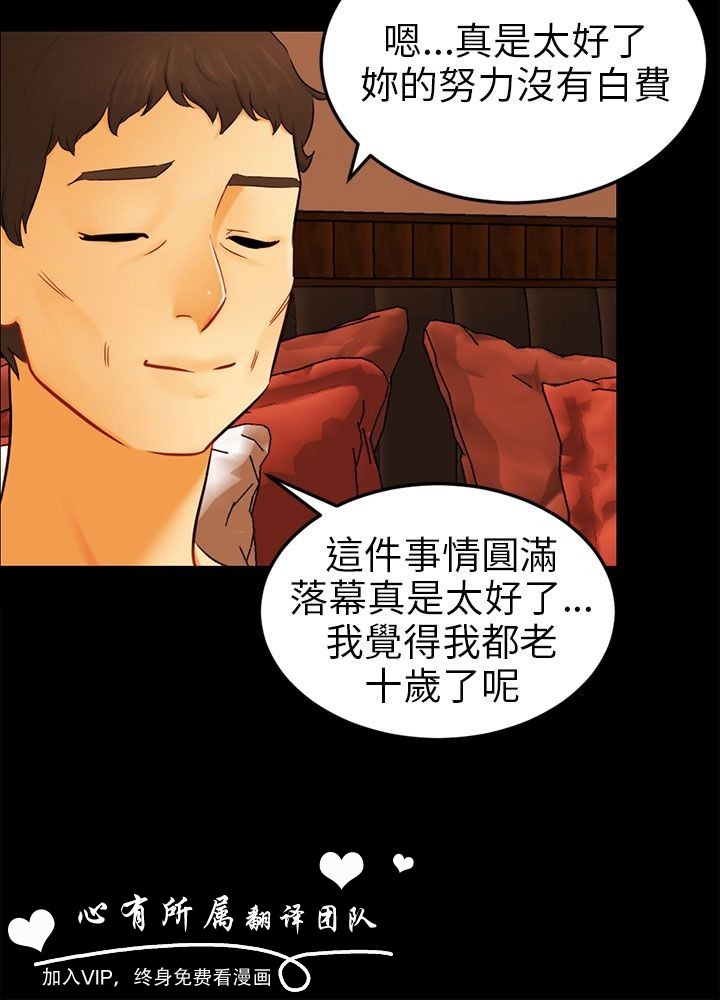 嗯...真是太好了
妳的努力沒有白費
這件事情圓滿
落幕真是太好了...
我覺得我都老
十歲了呢
心有所属翻译团队
加入VIP，终身免费看漫画